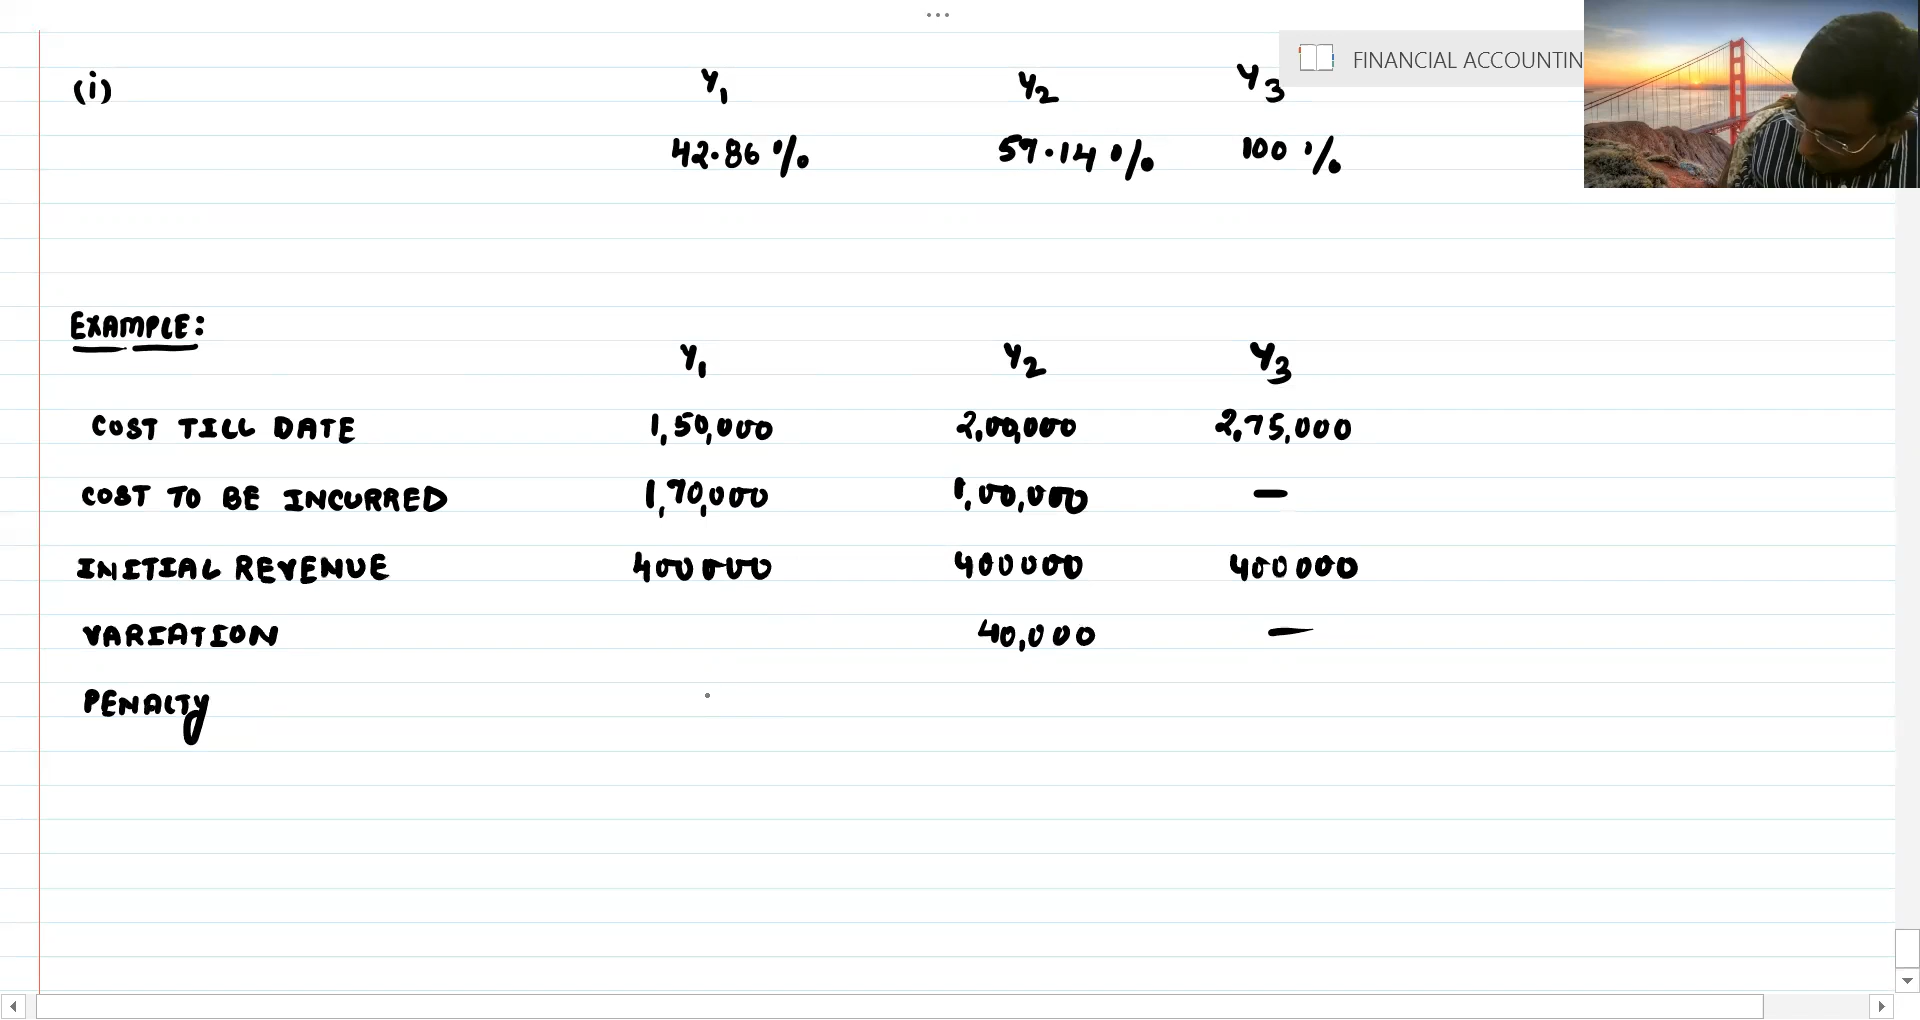 FINANCIAL ACCOUNTIN
(i) Y1 Y2 Y3
42.86 % 57.14 % 100 %
EXAMPLE:
Y1 Y2 Y3
COST TILL DATE 1,50,000 2,00,000 2,75,000
COST TO BE INCURRED 1,70,000 1,00,000 —
INITIAL REVENUE 400000 400000 400000
VARIATION 40,000 —
PENALTY